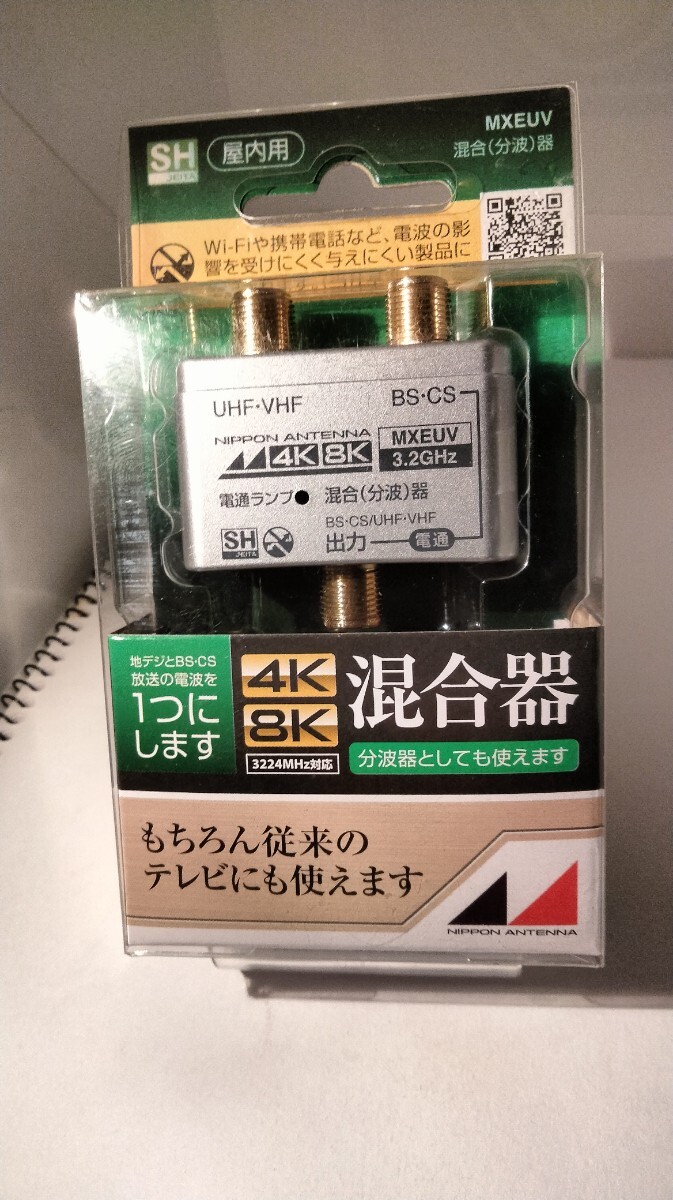 MXEUV
SH
JEITA
屋内用
混合(分波)器
Wi-Fiや携帯電話など、電波の影
響を受けにくく与えにくい製品に
UHF・VHF
BS・CS
NIPPON ANTENNA
4K 8K
MXEUV
3.2GHz
電通ランプ
混合(分波)器
BS・CS/UHF・VHF
SH
JEITA
出力
電通
地デジとBS・CS
放送の電波を
1つに
します
4K
8K
3224MHz対応
混合器
分波器としても使えます
もちろん従来の
テレビにも使えます
NIPPON ANTENNA